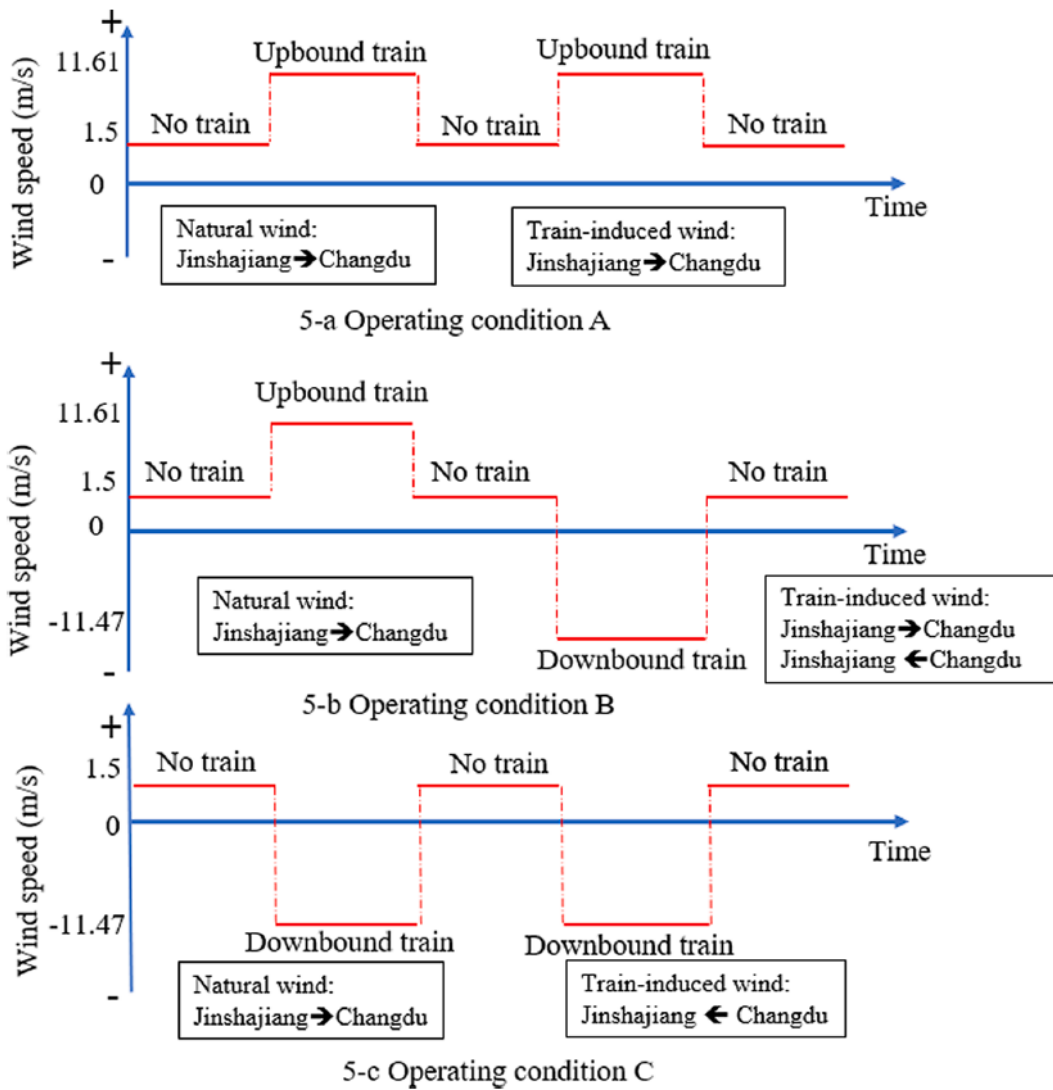 +
11.61
1.5
0
-
Wind speed (m/s)
Upbound train
Upbound train
No train
No train
No train
Time
Natural wind:
Jinshajiang➔Changdu
Train-induced wind:
Jinshajiang➔Changdu
5-a Operating condition A
+
11.61
1.5
0
-11.47
-
Wind speed (m/s)
Upbound train
No train
No train
No train
Time
Natural wind:
Jinshajiang➔Changdu
Train-induced wind:
Jinshajiang➔Changdu
Jinshajiang 🡸Changdu
Downbound train
5-b Operating condition B
+
1.5
0
-11.47
-
Wind speed (m/s)
No train
No train
No train
Time
Downbound train
Downbound train
Natural wind:
Jinshajiang➔Changdu
Train-induced wind:
Jinshajiang 🡸 Changdu
5-c Operating condition C